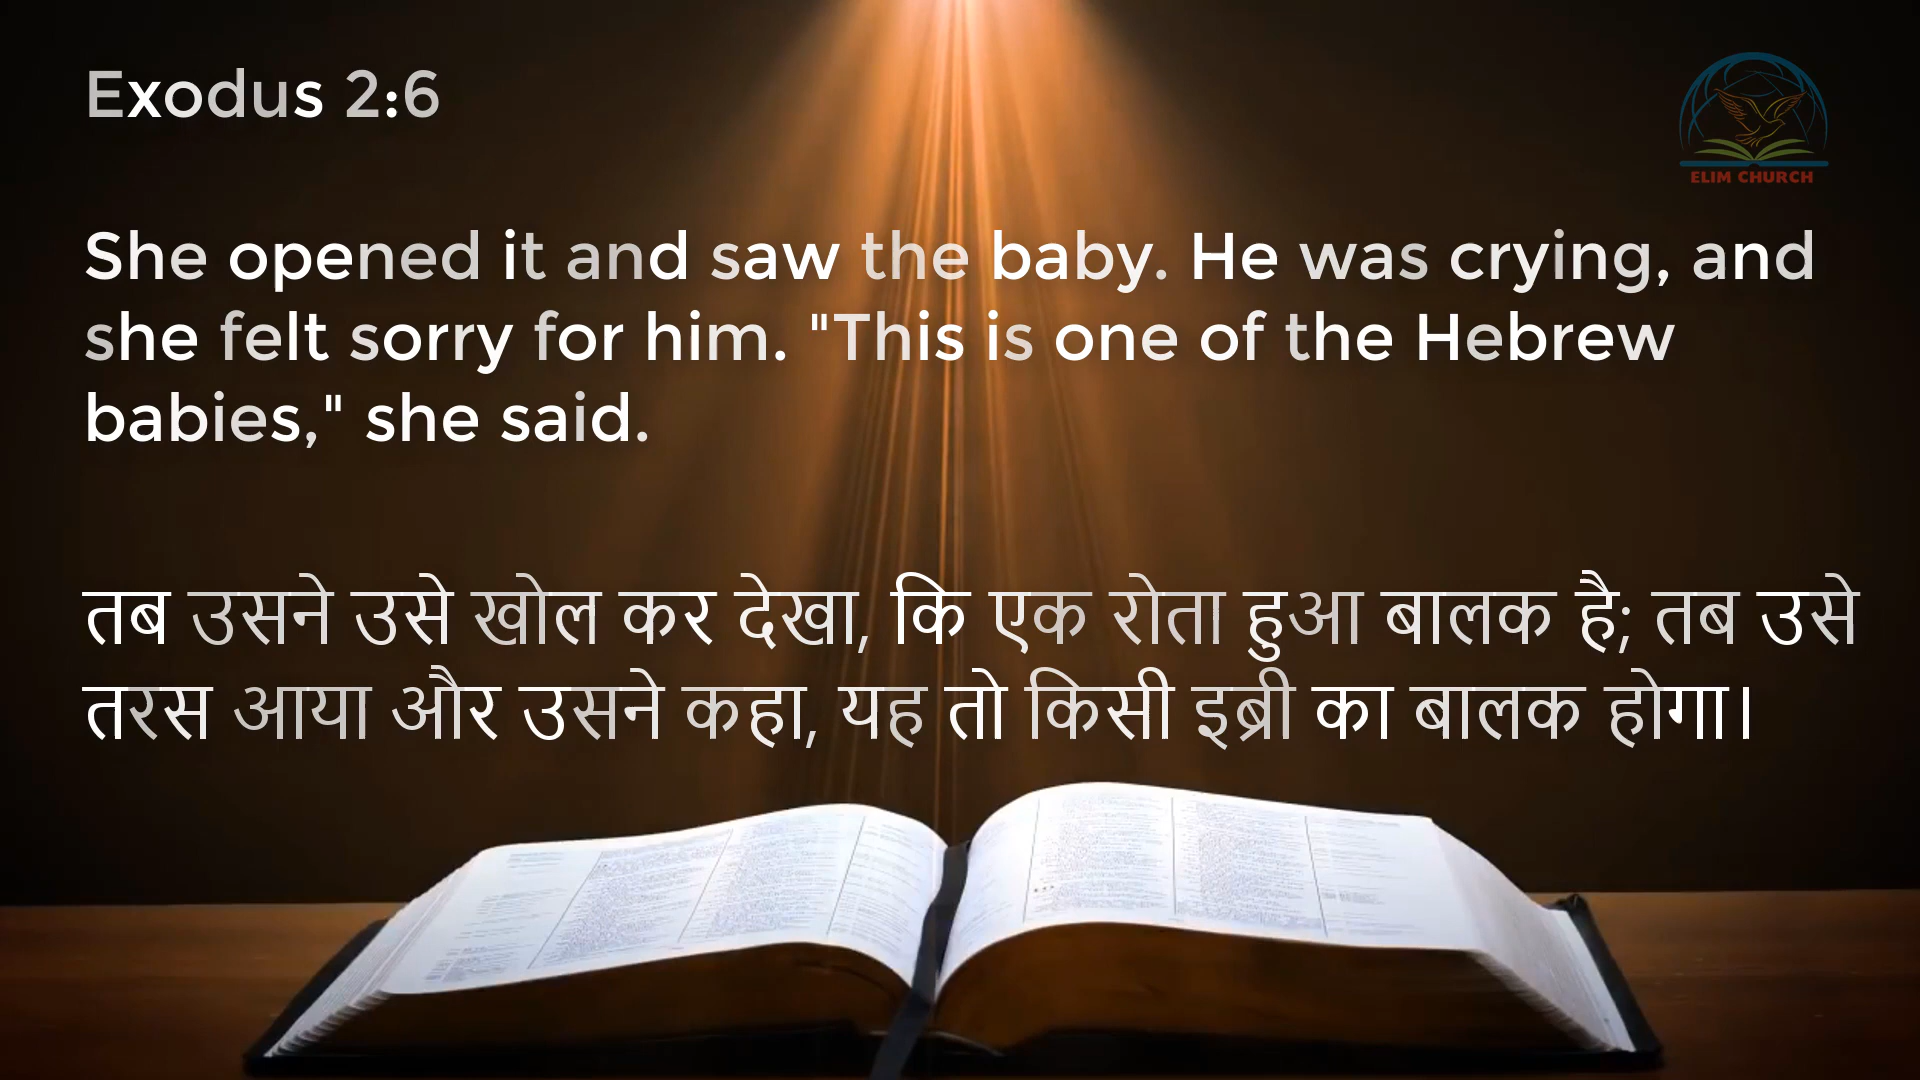 Exodus 2:6
ELIM CHURCH
She opened it and saw the baby. He was crying, and
she felt sorry for him. "This is one of the Hebrew
babies," she said.
तब उसने उसे खोल कर देखा, कि एक रोता हुआ बालक है; तब उसे
तरस आया और उसने कहा, यह तो किसी इब्री का बालक होगा।